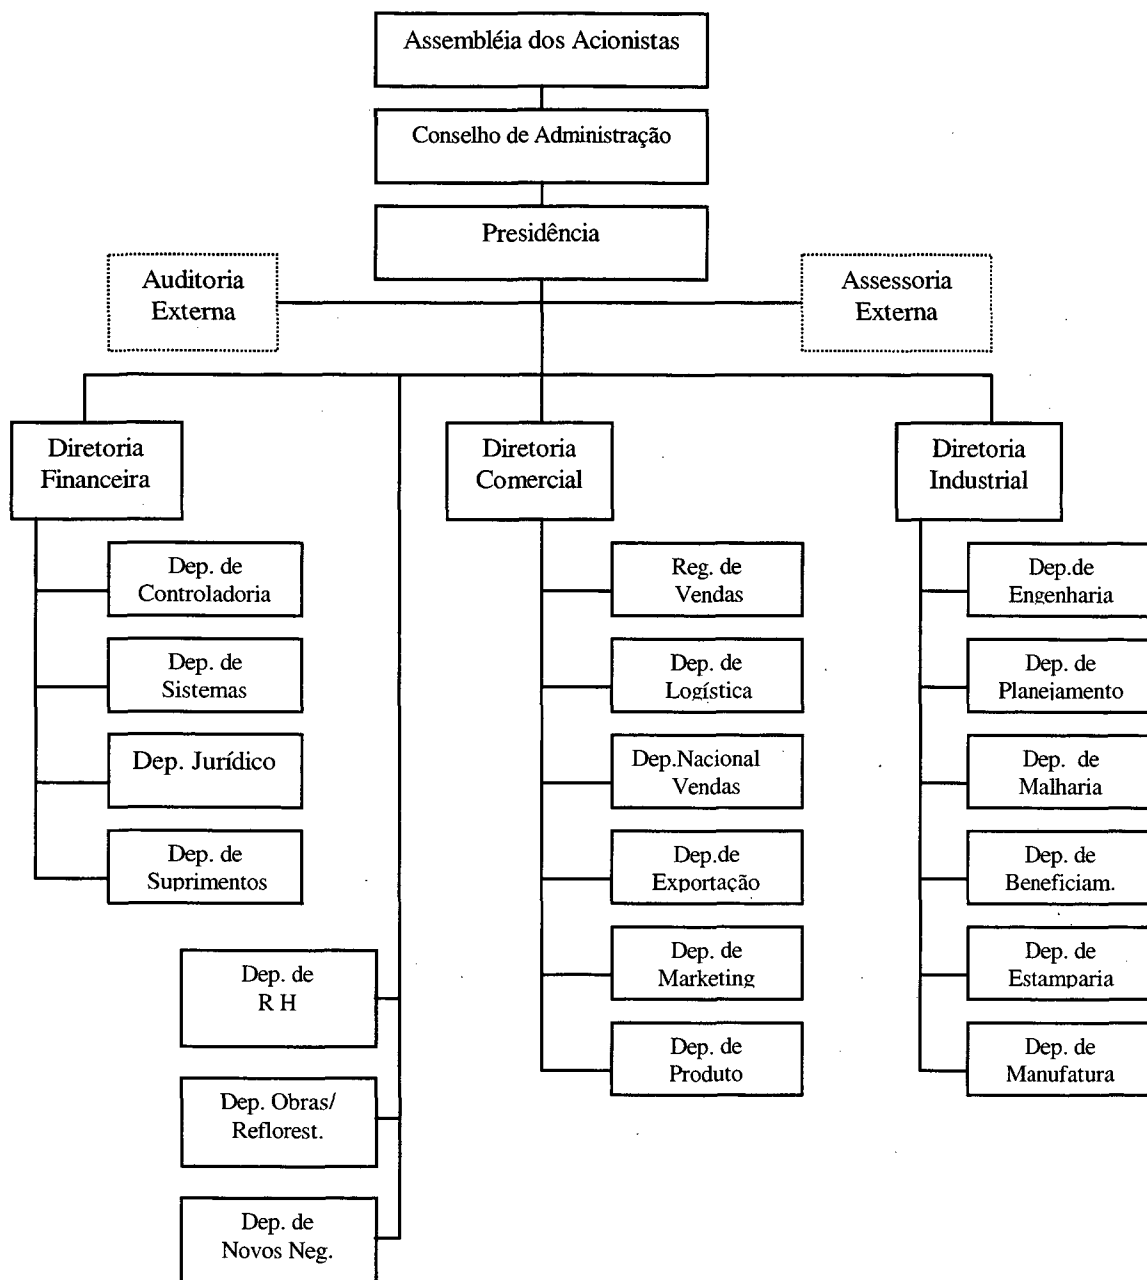 Assembléia dos Acionistas
Conselho de Administração
Presidência
Auditoria
Externa
Assessoria
Externa
Diretoria
Financeira
Diretoria
Comercial
Diretoria
Industrial
Dep. de
Controladoria
Dep. de
Sistemas
Dep. Jurídico
Dep. de
Suprimentos
Dep. de
R H
Dep. Obras/
Reflorest.
Dep. de
Novos Neg.
Reg. de
Vendas
Dep. de
Logística
Dep.Nacional
Vendas
Dep.de
Exportação
Dep. de
Marketing
Dep. de
Produto
Dep.de
Engenharia
Dep. de
Planejamento
Dep. de
Malharia
Dep. de
Beneficiam.
Dep. de
Estamparia
Dep. de
Manufatura